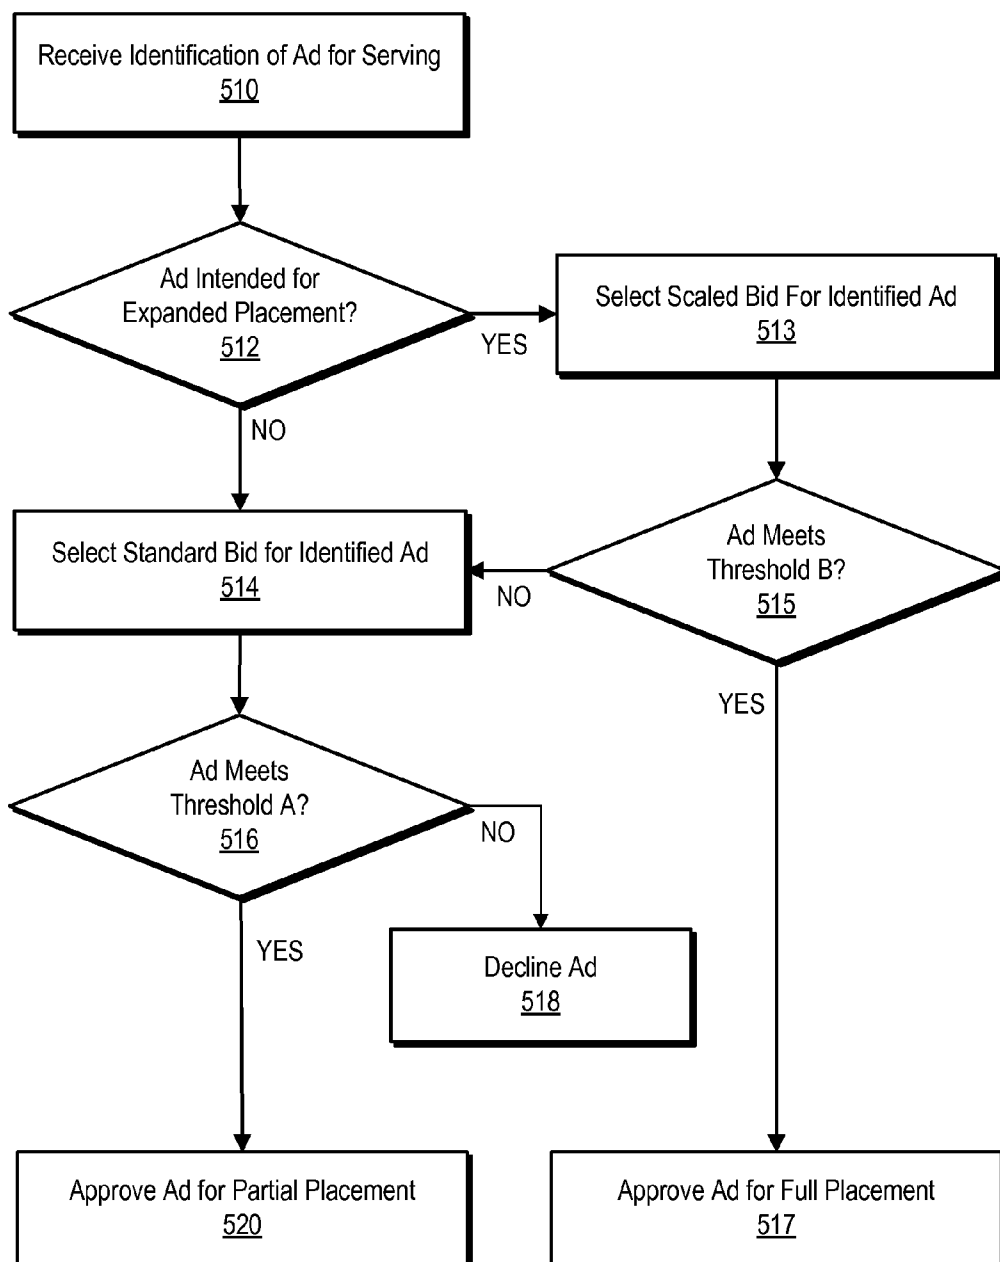 Receive Identification of Ad for Serving
510
Ad Intended for
Expanded Placement?
512
YES
Select Scaled Bid For Identified Ad
513
NO
Select Standard Bid for Identified Ad
514
NO
Ad Meets
Threshold B?
515
YES
Ad Meets
Threshold A?
516
NO
YES
Decline Ad
518
Approve Ad for Partial Placement
520
Approve Ad for Full Placement
517